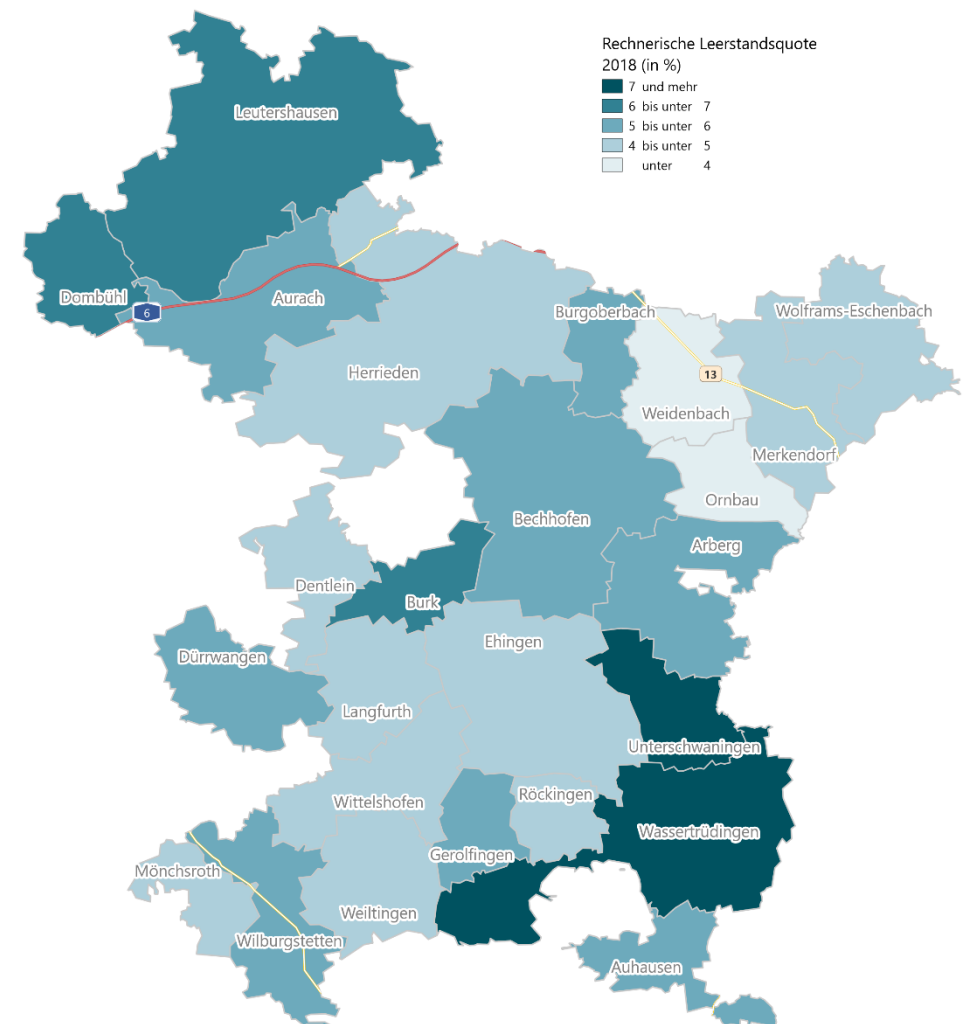 Rechnerische Leerstandsquote
2018 (in %)
7 und mehr
6 bis unter 7
5 bis unter 6
4 bis unter 5
unter 4
Leutershausen
Dombühl
6
Aurach
Burgoberbach
Wolframs-Eschenbach
Herrieden
13
Weidenbach
Merkendorf
Ornbau
Bechhofen
Arberg
Dentlein
Burk
Ehingen
Dürrwangen
Langfurth
Unterschwaningen
Wittelshofen
Röckingen
Wassertrüdingen
Gerolfingen
Mönchsroth
Weiltingen
Wilburgstetten
Auhausen